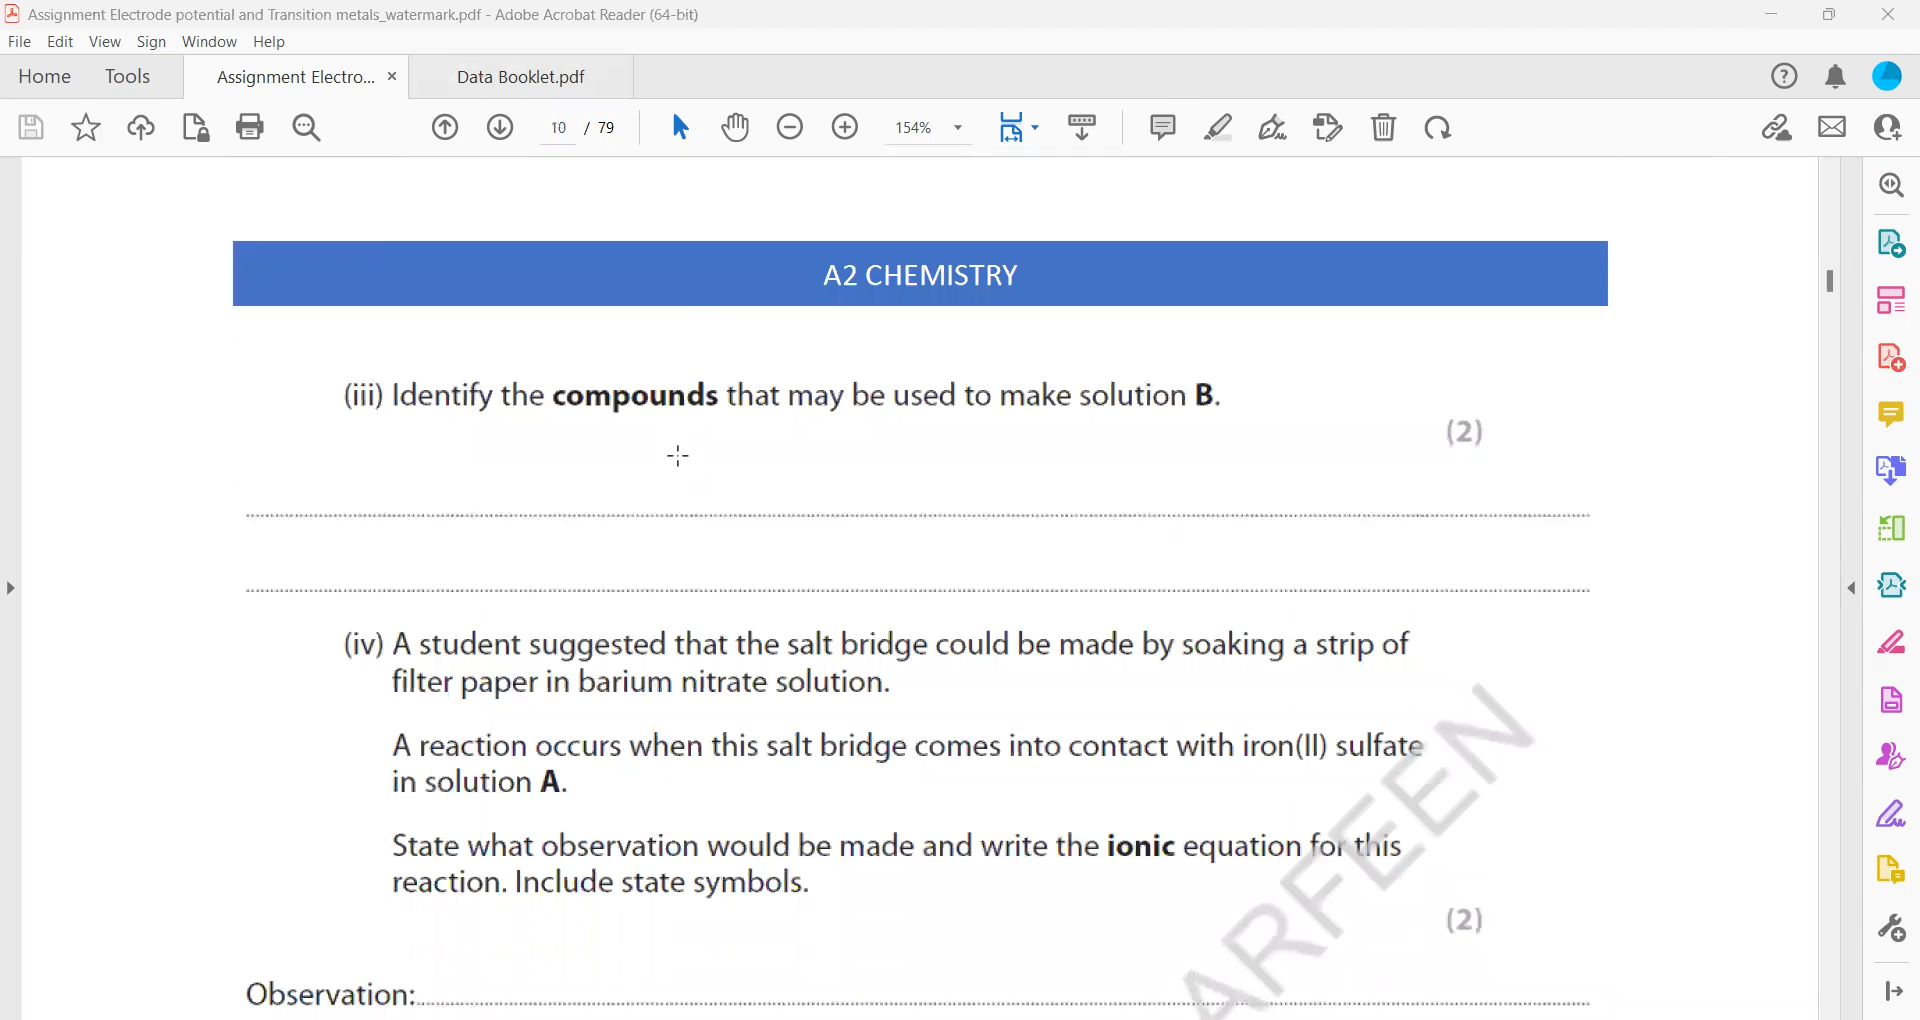 Assignment Electrode potential and Transition metals_watermark.pdf - Adobe Acrobat Reader (64-bit)
File Edit View Sign Window Help
Home Tools Assignment Electro... × Data Booklet.pdf
10 / 79 154%
A2 CHEMISTRY
(iii) Identify the compounds that may be used to make solution B.
(2)
(iv) A student suggested that the salt bridge could be made by soaking a strip of
filter paper in barium nitrate solution.
A reaction occurs when this salt bridge comes into contact with iron(II) sulfate
in solution A.
State what observation would be made and write the ionic equation for this
reaction. Include state symbols.
(2)
Observation:
ARFEEN